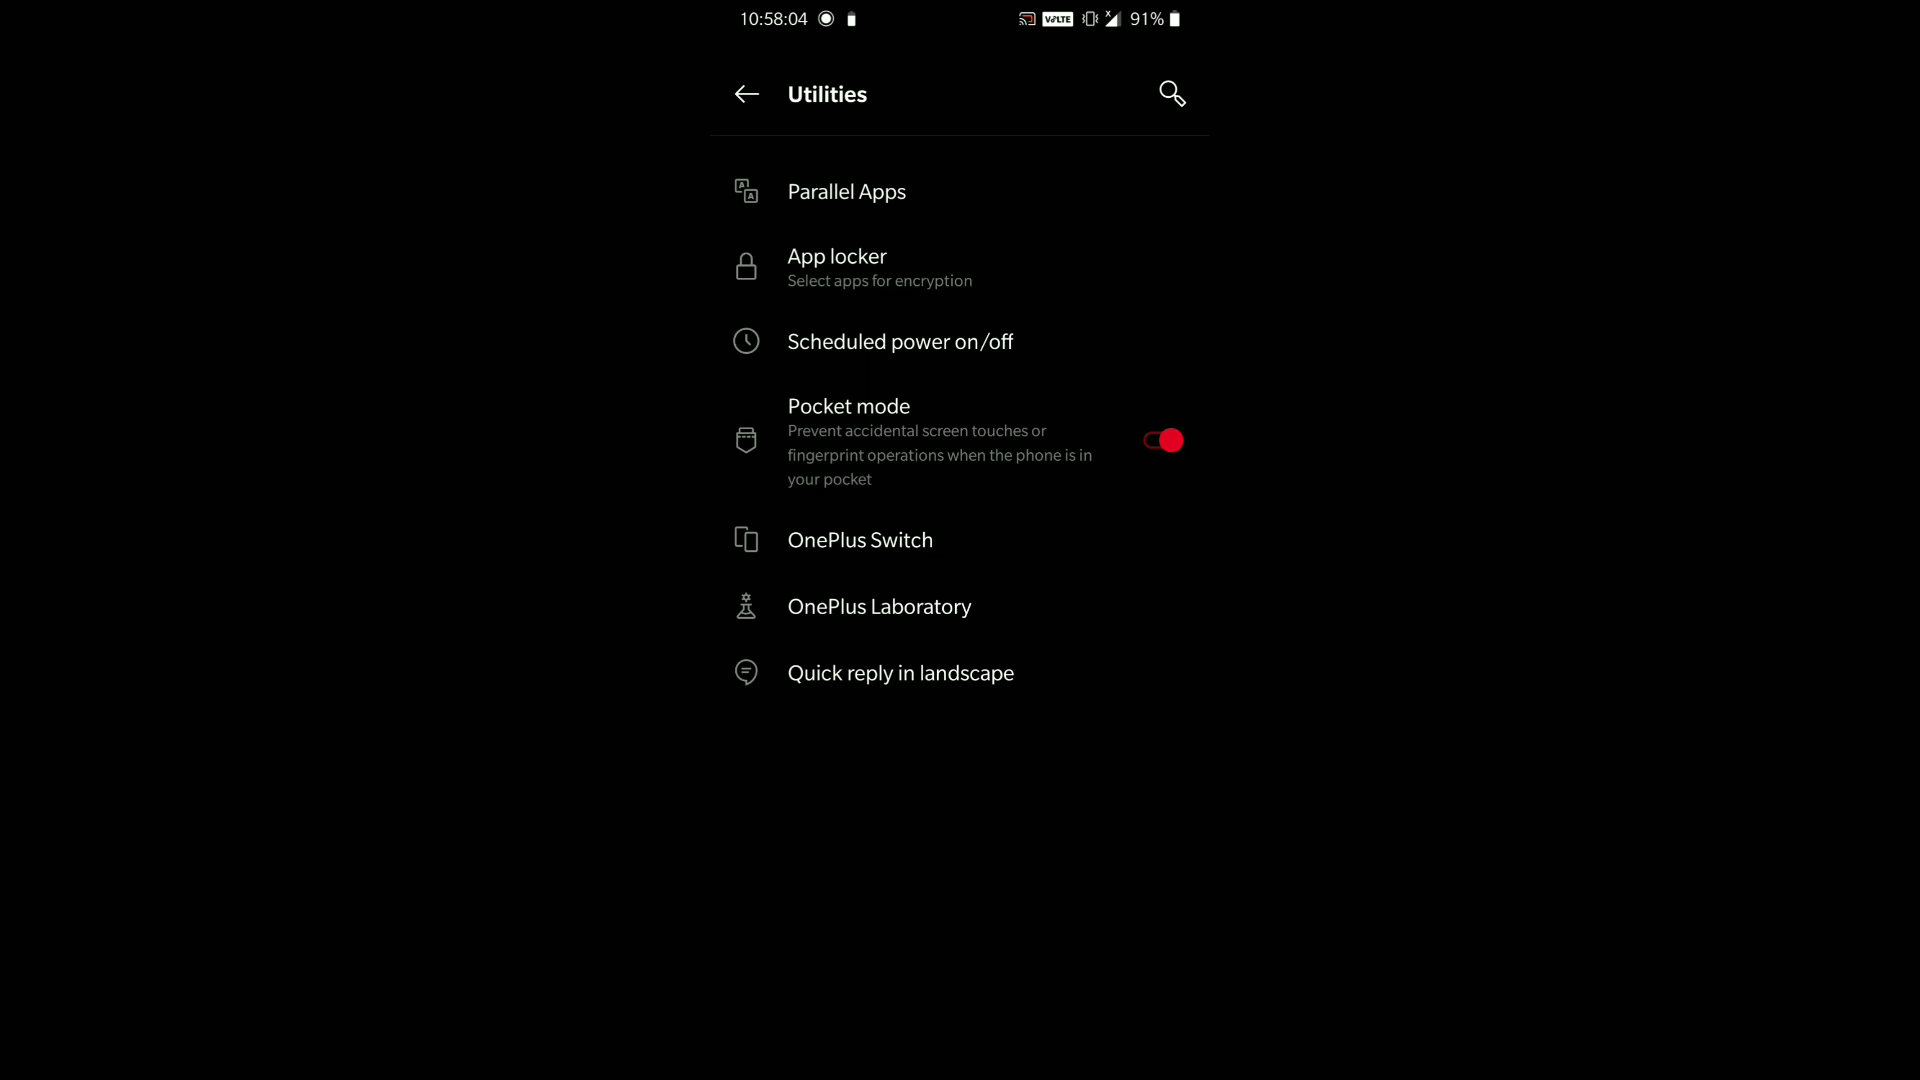 10:58:04 VoLTE 91%
Utilities
Parallel Apps
App locker
Select apps for encryption
Scheduled power on/off
Pocket mode
Prevent accidental screen touches or
fingerprint operations when the phone is in
your pocket
OnePlus Switch
OnePlus Laboratory
Quick reply in landscape